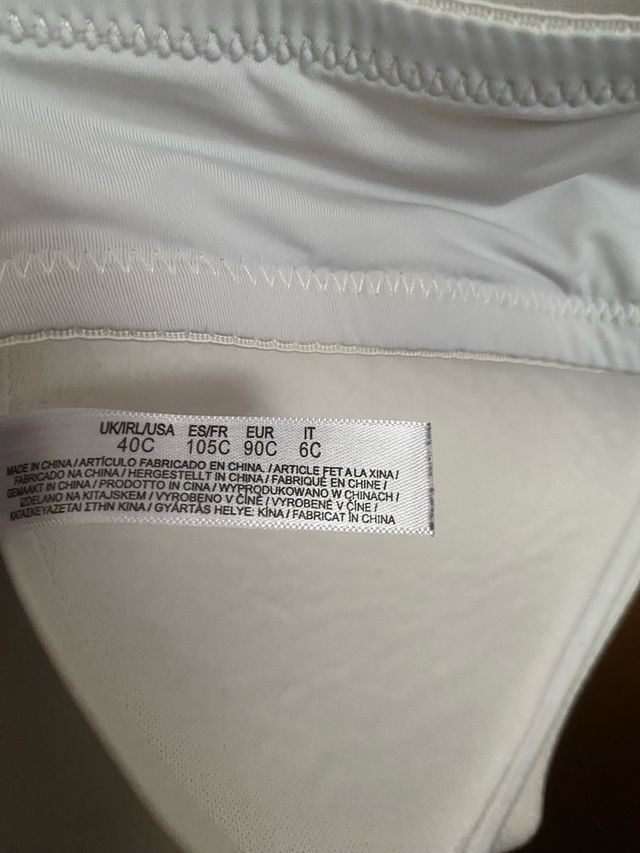 UK/IRL/USA ES/FR EUR IT
40C 105C 90C 6C
MADE IN CHINA / ARTÍCULO FABRICADO EN CHINA. / ARTICLE FET A LA XINA /
FABRICADO NA CHINA / HERGESTELLT IN CHINA / FABRIQUÉ EN CHINE /
GEMAAKT IN CHINA / PRODOTTO IN CINA / WYPRODUKOWANO W CHINACH /
IZDELANO NA KITAJSKEM / VYROBENO V ČÍNĚ / VYROBENÉ V ČÍNE /
ΚΑΤΑΣΚΕΥΑΖΕΤΑΙ ΣΤΗΝ ΚΙΝΑ / GYÁRTÁS HELYE: KÍNA / FABRICAT ÎN CHINA